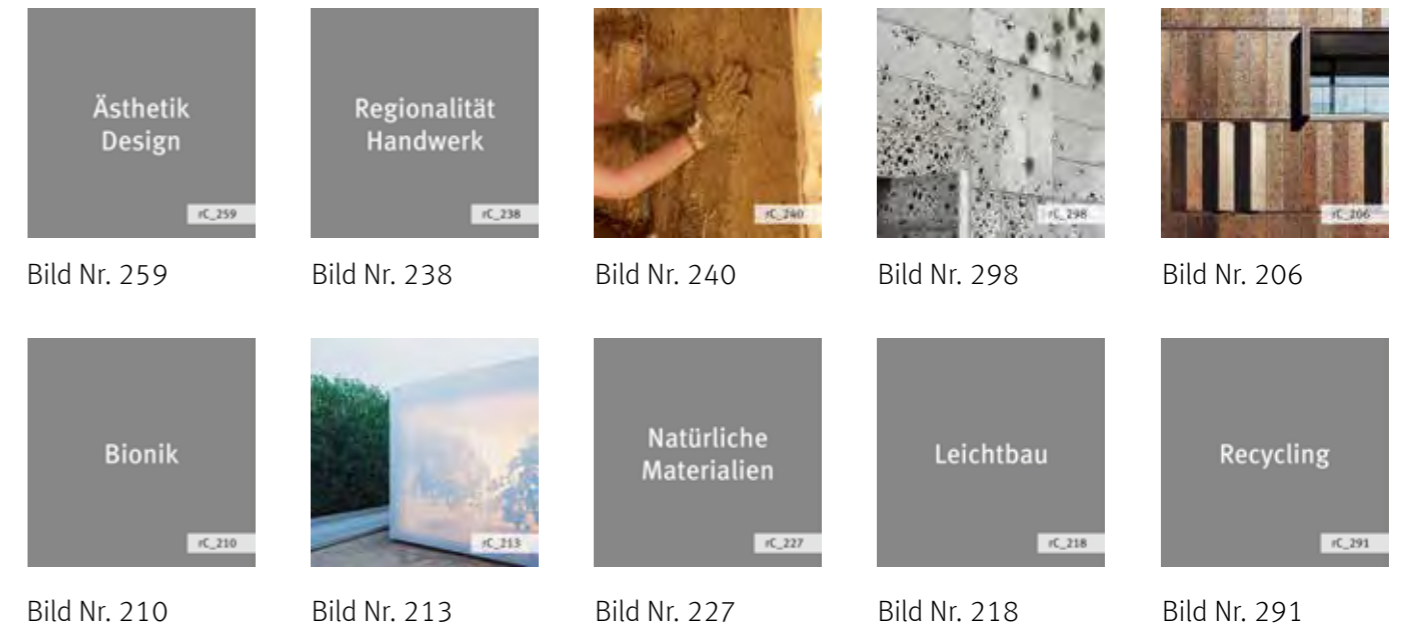 Ästhetik
Design
rC_259
Regionalität
Handwerk
rC_238
rC_240
rC_298
rC_206
Bild Nr. 259
Bild Nr. 238
Bild Nr. 240
Bild Nr. 298
Bild Nr. 206
Bionik
rC_210
rC_213
Natürliche
Materialien
rC_227
Leichtbau
rC_218
Recycling
rC_291
Bild Nr. 210
Bild Nr. 213
Bild Nr. 227
Bild Nr. 218
Bild Nr. 291